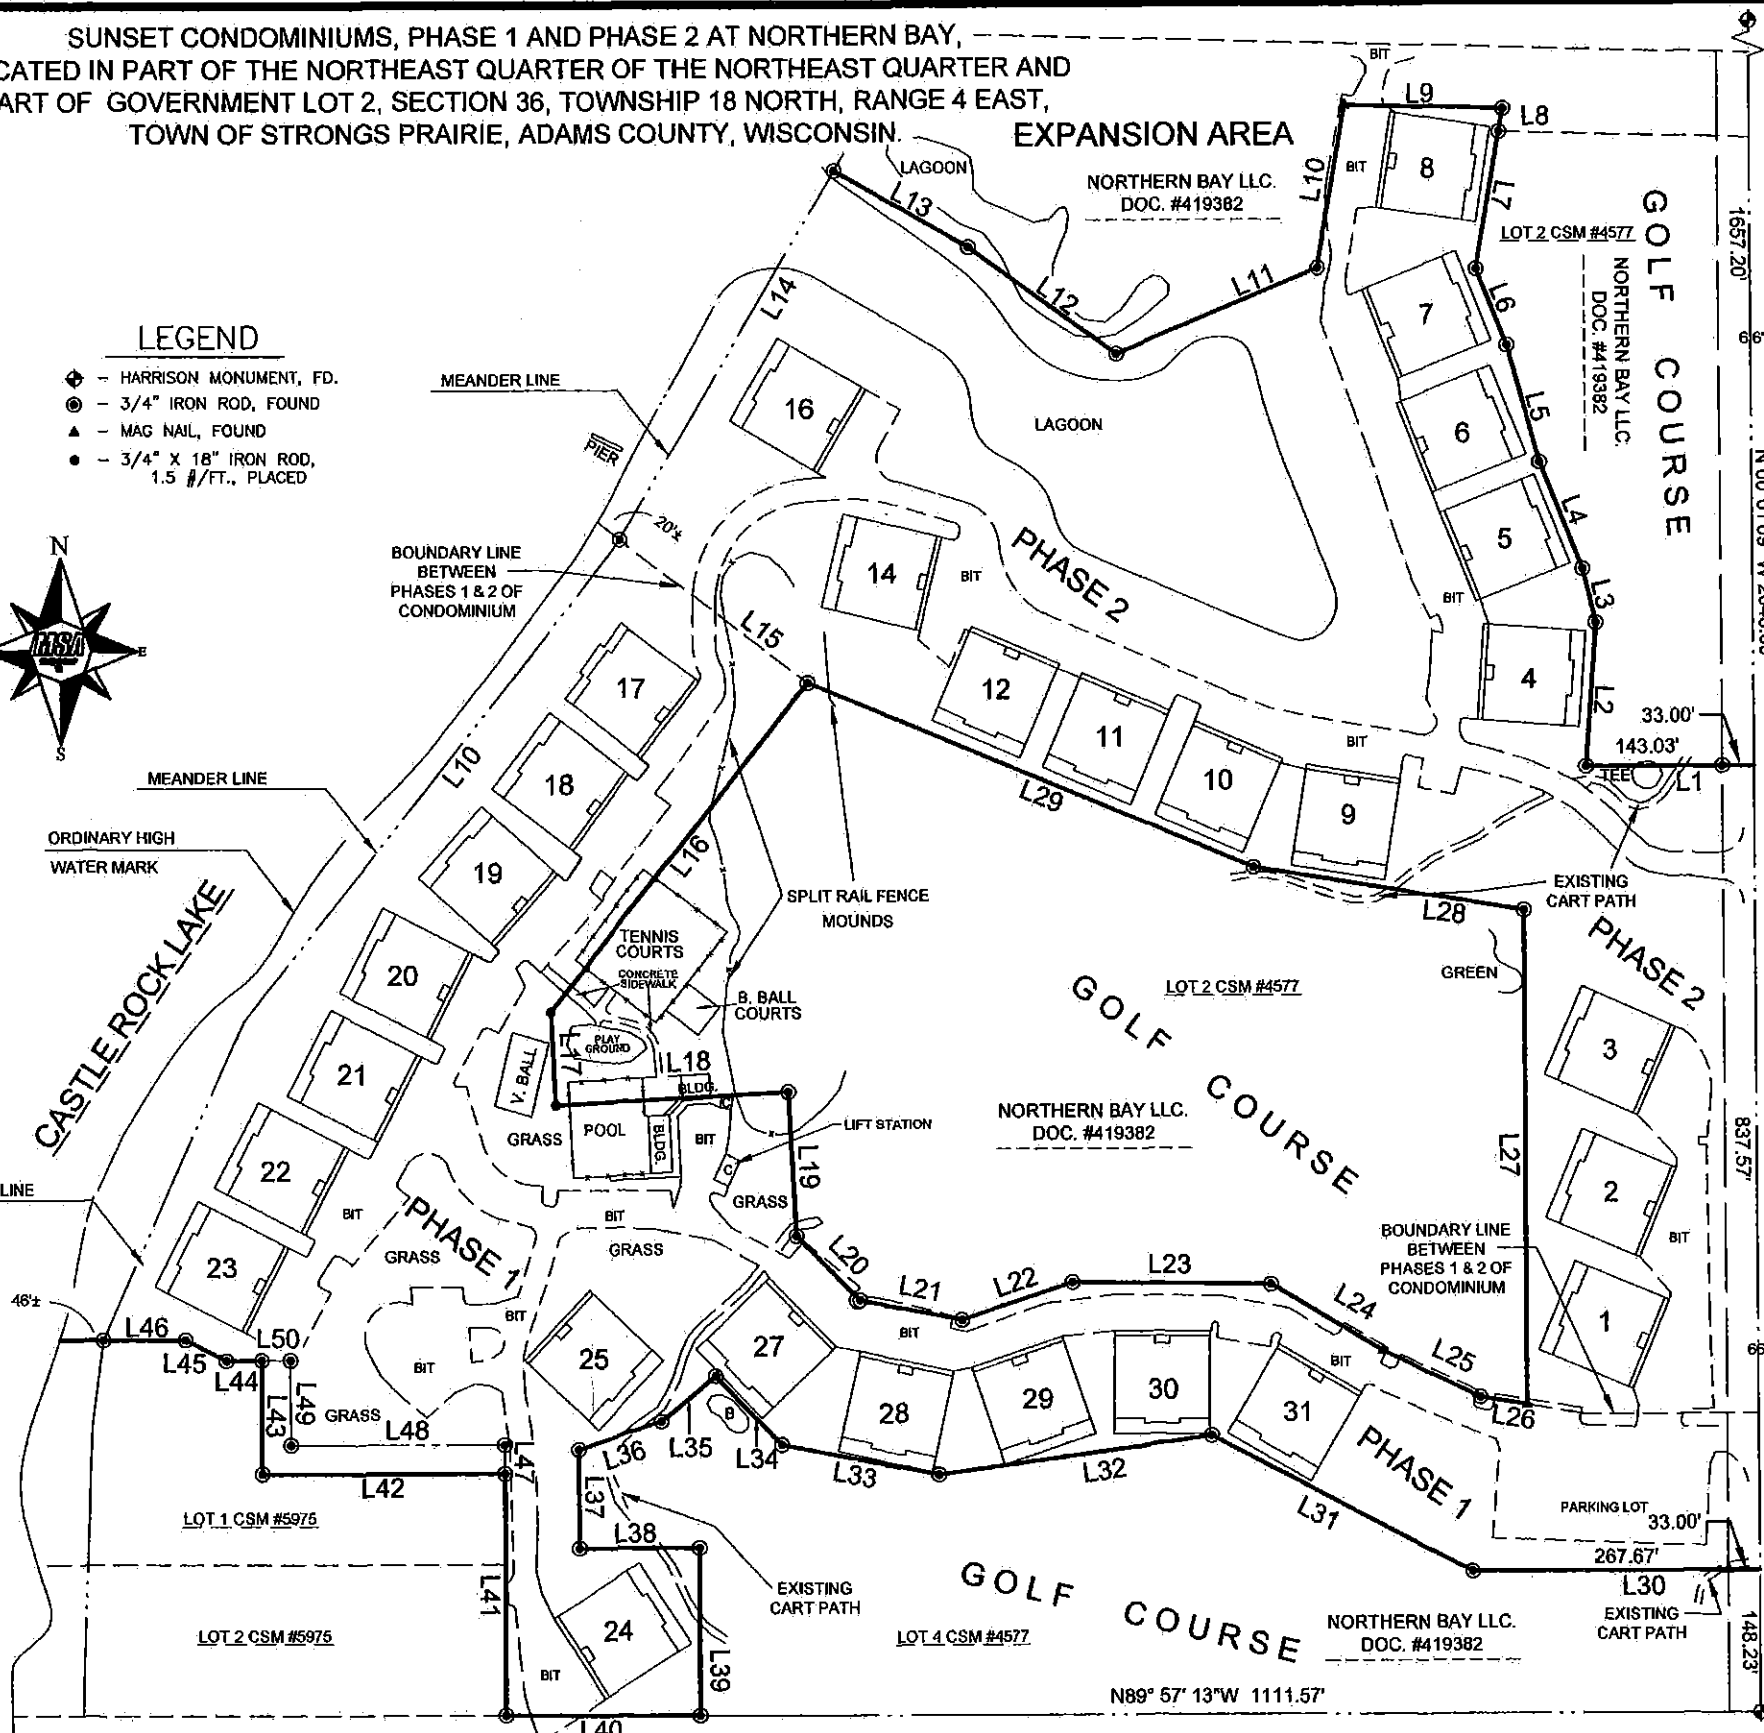 SUNSET CONDOMINIUMS, PHASE 1 AND PHASE 2 AT NORTHERN BAY,
CATED IN PART OF THE NORTHEAST QUARTER OF THE NORTHEAST QUARTER AND
ART OF GOVERNMENT LOT 2, SECTION 36, TOWNSHIP 18 NORTH, RANGE 4 EAST,
TOWN OF STRONGS PRAIRIE, ADAMS COUNTY, WISCONSIN.
EXPANSION AREA
NORTHERN BAY LLC.
DOC. #419382
LAGOON
BIT
L9
L8
8
BIT
L10
L7
L13
L12
L11
L14
LOT 2 CSM #4577
GOLF COURSE
NORTHERN BAY LLC.
DOC. #419382
1657.20'
7
L6
LEGEND
HARRISON MONUMENT, FD.
3/4" IRON ROD, FOUND
MAG NAIL, FOUND
3/4" X 18" IRON ROD,
1.5 #/FT., PLACED
MEANDER LINE
PIER
16
LAGOON
6
L5
5
L4
L3
N
E
S
MSA
20'±
BOUNDARY LINE
BETWEEN
PHASES 1 & 2 OF
CONDOMINIUM
14
BIT
PHASE 2
BIT
4
L2
33.00'
143.03'
TEE
L1
L15
17
12
11
10
BIT
9
L29
18
L10
MEANDER LINE
ORDINARY HIGH
WATER MARK
19
L16
SPLIT RAIL FENCE
MOUNDS
EXISTING
CART PATH
L28
PHASE 2
CASTLE ROCK LAKE
20
TENNIS
COURTS
CONCRETE
SIDEWALK
B. BALL
COURTS
GREEN
LOT 2 CSM #4577
GOLF
COURSE
3
21
V. BALL
L17
PLAY
GROUND
L18
BLDG.
GRASS
POOL
BLDG.
BIT
C
LIFT STATION
NORTHERN BAY LLC.
DOC. #419382
L27
837.57'
2
22
L19
GRASS
LINE
BIT
PHASE 1
BIT
GRASS
GRASS
23
L20
L21
L22
L23
L24
L25
L26
BOUNDARY LINE
BETWEEN
PHASES 1 & 2 OF
CONDOMINIUM
BIT
1
46'±
L46
L45
L44
L50
L43
L49
GRASS
L48
BIT
BIT
25
27
BIT
28
29
30
BIT
31
PHASE 1
B
L36
L35
L34
L33
L32
L31
L47
L42
L37
L38
LOT 1 CSM #5975
PARKING LOT
33.00'
267.67'
L30
EXISTING
CART PATH
148.23'
L41
EXISTING
CART PATH
GOLF COURSE
NORTHERN BAY LLC.
DOC. #419382
LOT 2 CSM #5975
24
LOT 4 CSM #4577
BIT
L39
N89° 57' 13"W 1111.57'
L40